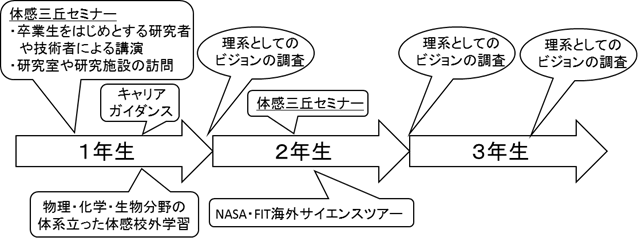 体感三丘セミナー
・卒業生をはじめとする研究者
や技術者による講演
・研究室や研究施設の訪問
キャリア
ガイダンス
理系としての
ビジョンの調査
体感三丘セミナー
理系としての
ビジョンの調査
理系としての
ビジョンの調査
1年生
2年生
3年生
物理・化学・生物分野の
体系立った体感校外学習
NASA・FIT海外サイエンスツアー